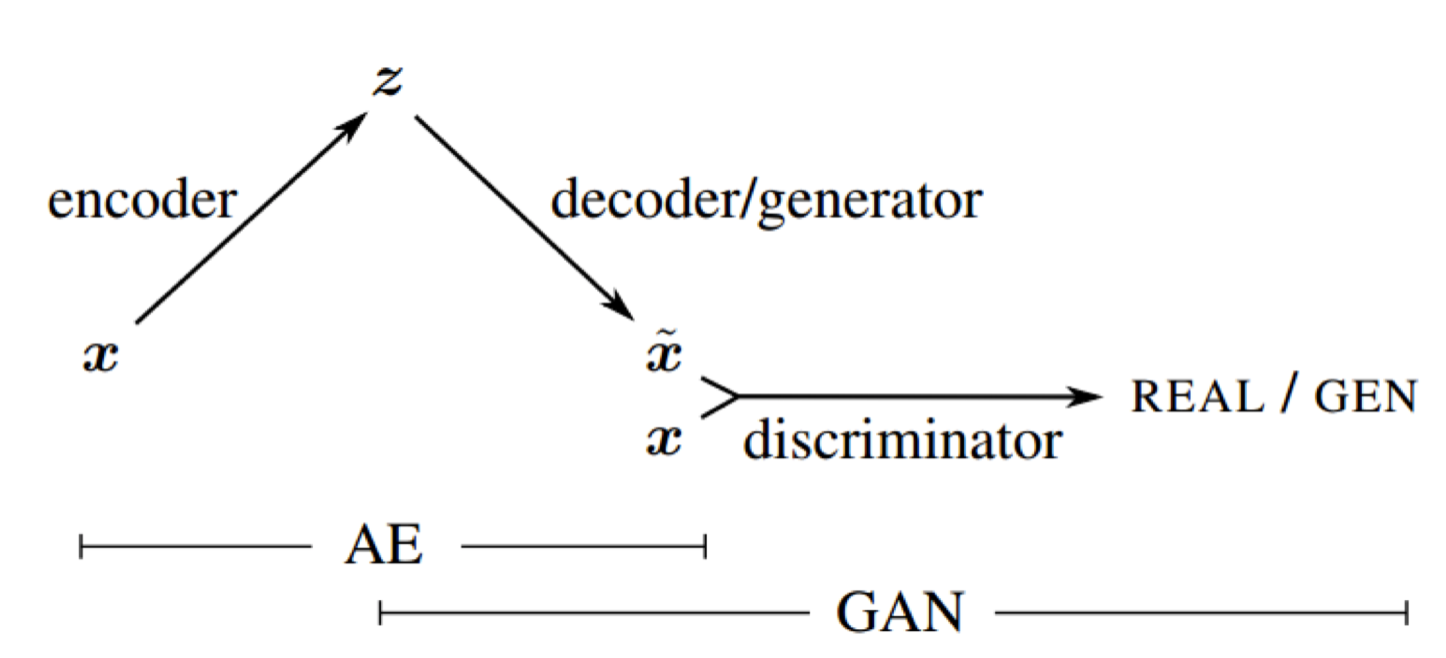 z
encoder
decoder/generator
x
x̃
REAL / GEN
x
discriminator
AE
GAN